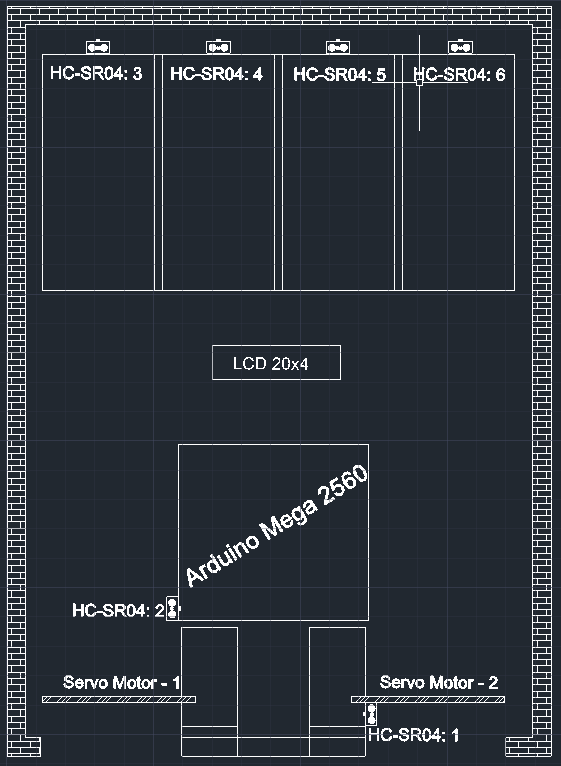 HC-SR04: 3
HC-SR04: 4
HC-SR04: 5
HC-SR04: 6
LCD 20x4
Arduino Mega 2560
HC-SR04: 2
Servo Motor - 1
Servo Motor - 2
HC-SR04: 1